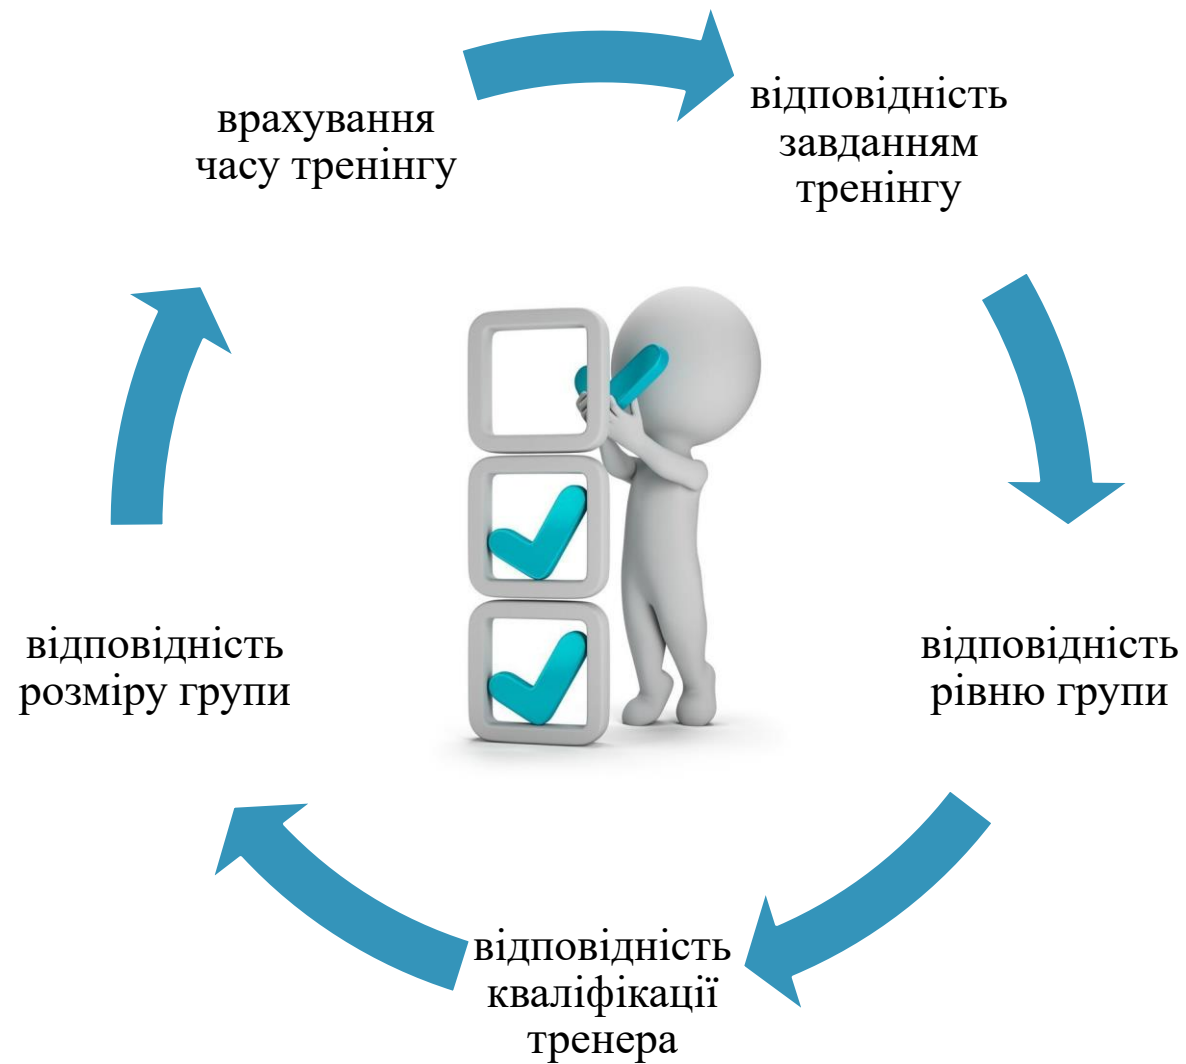 врахування
часу тренінгу
відповідність
завданням
тренінгу
відповідність
рівню групи
відповідність
кваліфікації
тренера
відповідність
розміру групи